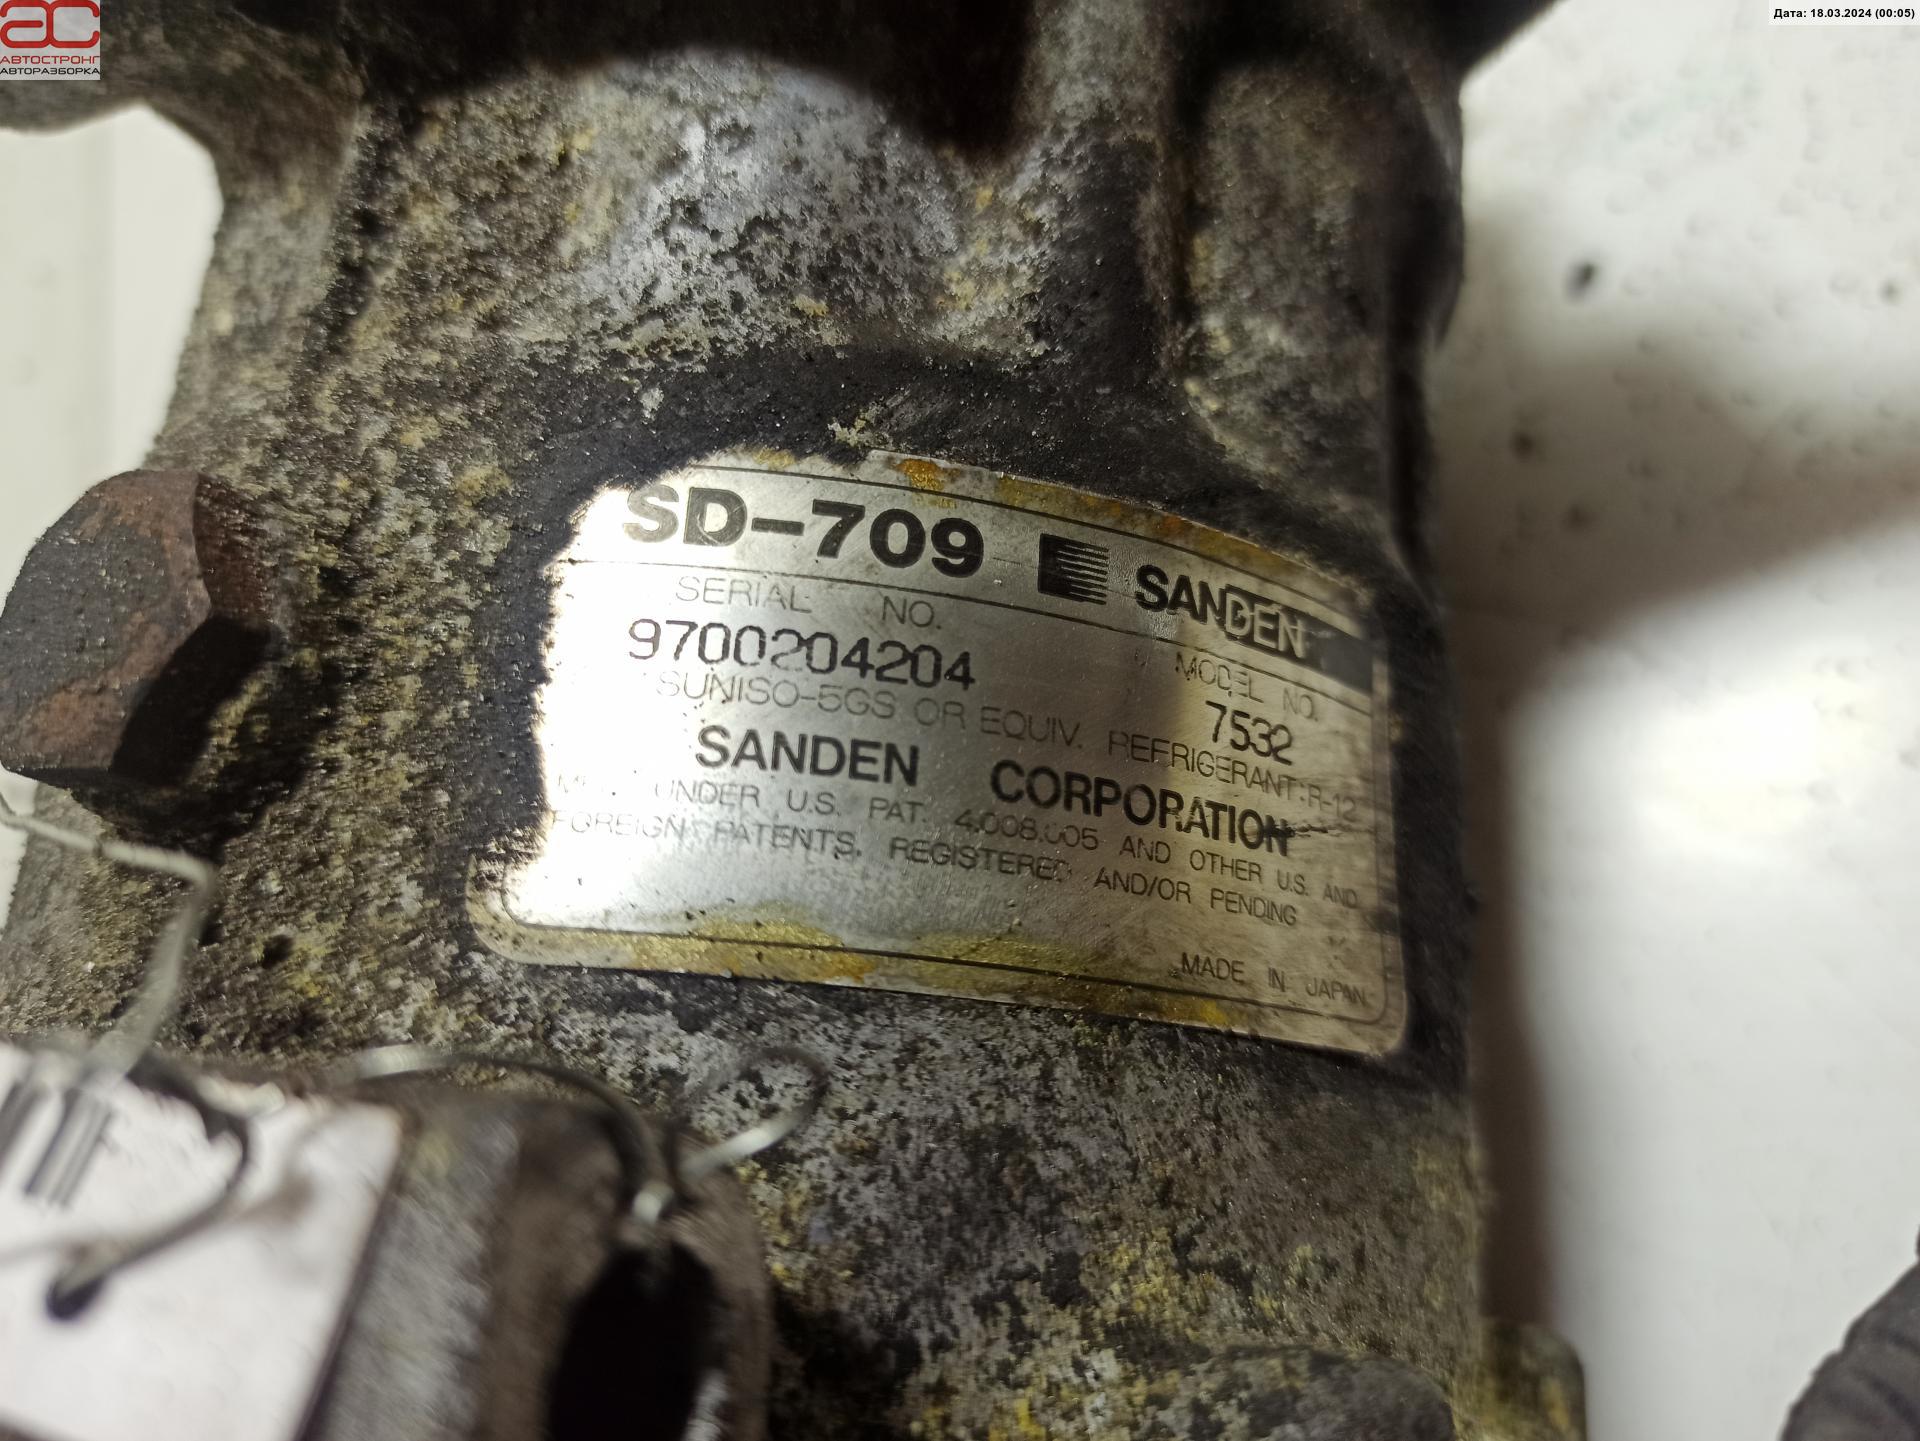 АС
АВТОСТРОНГ
АВТОРАЗБОРКА
Дата: 18.03.2024 (00:05)
SD-709 SANDEN
SERIAL NO.
MODEL NO.
9700204204
7532
SUNISO-5GS OR EQUIV. REFRIGERANT: R-12
SANDEN CORPORATION
UNDER U.S. PAT. 4,008,005 AND OTHER U.S. AND
FOREIGN PATENTS, REGISTERED AND/OR PENDING
MADE IN JAPAN